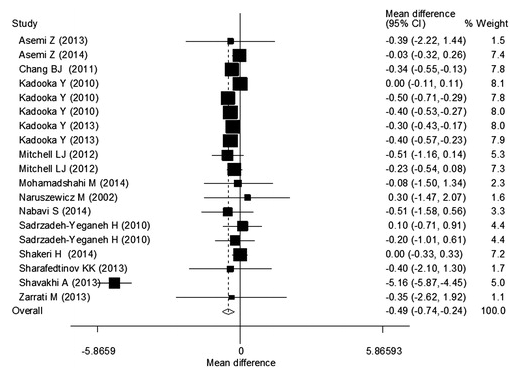 Mean difference
Study (95% CI) % Weight
Asemi Z (2013) -0.39 (-2.22, 1.44) 1.5
Asemi Z (2014) -0.03 (-0.32, 0.26) 7.4
Chang BJ (2011) -0.34 (-0.55,-0.13) 7.8
Kadooka Y (2010) 0.00 (-0.11, 0.11) 8.1
Kadooka Y (2010) -0.50 (-0.71,-0.29) 7.8
Kadooka Y (2010) -0.40 (-0.53,-0.27) 8.0
Kadooka Y (2013) -0.30 (-0.43,-0.17) 8.0
Kadooka Y (2013) -0.40 (-0.57,-0.23) 7.9
Mitchell LJ (2012) -0.51 (-1.16, 0.14) 5.3
Mitchell LJ (2012) -0.23 (-0.54, 0.08) 7.3
Mohamadshahi M (2014) -0.08 (-1.50, 1.34) 2.3
Naruszewicz M (2002) 0.30 (-1.47, 2.07) 1.6
Nabavi S (2014) -0.51 (-1.58, 0.56) 3.3
Sadrzadeh-Yeganeh H (2010) 0.10 (-0.71, 0.91) 4.4
Sadrzadeh-Yeganeh H (2010) -0.20 (-1.01, 0.61) 4.4
Shakeri H (2014) 0.00 (-0.33, 0.33) 7.2
Sharafedtinov KK (2013) -0.40 (-2.10, 1.30) 1.7
Shavakhi A (2013) -5.16 (-5.87,-4.45) 5.0
Zarrati M (2013) -0.35 (-2.62, 1.92) 1.1
Overall -0.49 (-0.74,-0.24) 100.0
-5.8659 0 5.86593
Mean difference